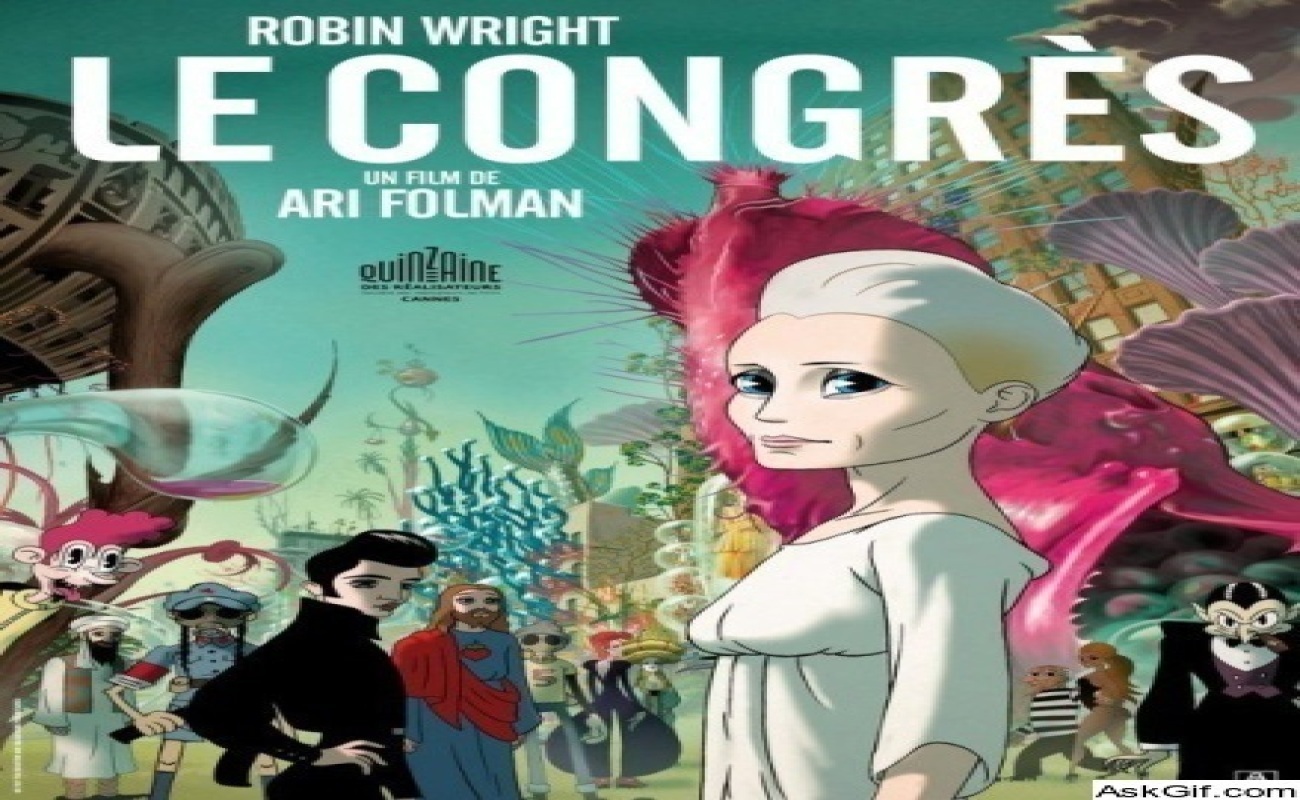 ROBIN WRIGHT
LE CONGRÈS
UN FILM DE
ARI FOLMAN
QUINZAINE
DES RÉALISATEURS
CANNES
AskGif.com